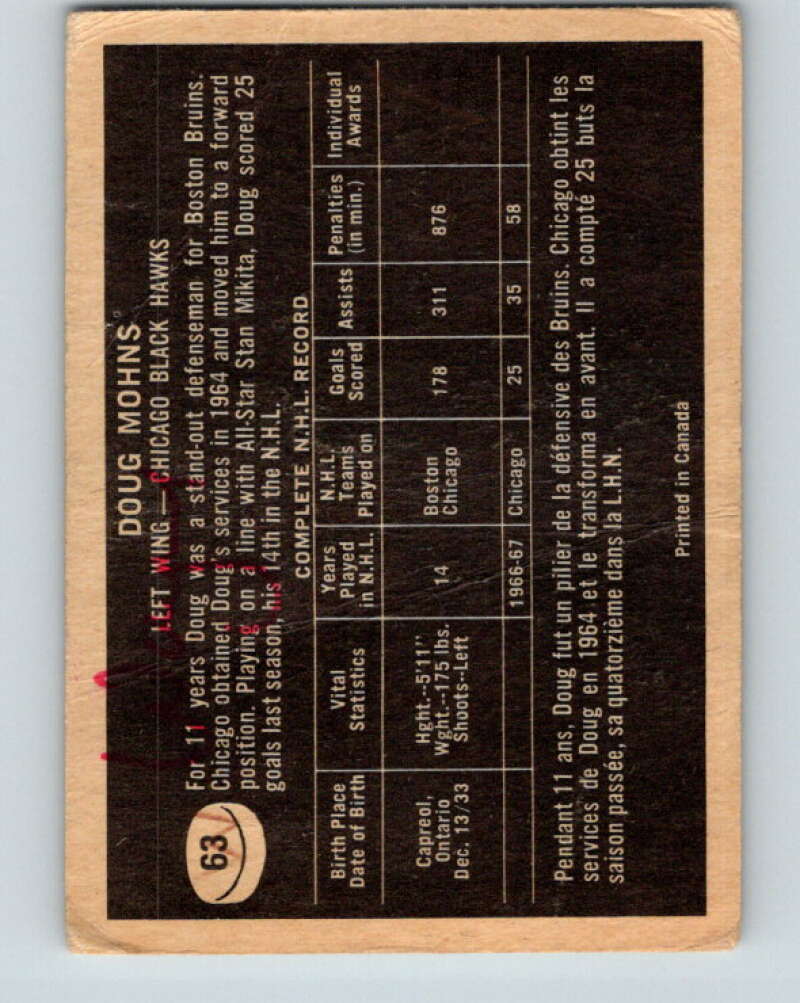 DOUG MOHNS
LEFT WING — CHICAGO BLACK HAWKS
63
For 11 years Doug was a stand-out defenseman for Boston Bruins.
Chicago obtained Doug's services in 1964 and moved him to a forward
position. Playing on a line with All-Star Stan Mikita, Doug scored 25
goals last season, his 14th in the N.H.L.
COMPLETE N.H.L. RECORD
Birth Place Date of Birth | Vital Statistics | Years Played in N.H.L. | N.H.L. Teams Played on | Goals Scored | Assists | Penalties (in min.) | Individual Awards
Capreol, Ontario Dec. 13/33 | Hght.--5'11" Wght.--175 lbs. Shoots--Left | 14 | Boston Chicago | 178 | 311 | 876
1966-67 | Chicago | 25 | 35 | 58
Pendant 11 ans, Doug fut un pilier de la défensive des Bruins. Chicago obtint les
services de Doug en 1964 et le transforma en avant. Il a compté 25 buts la
saison passée, sa quatorzième dans la L.H.N.
Printed in Canada